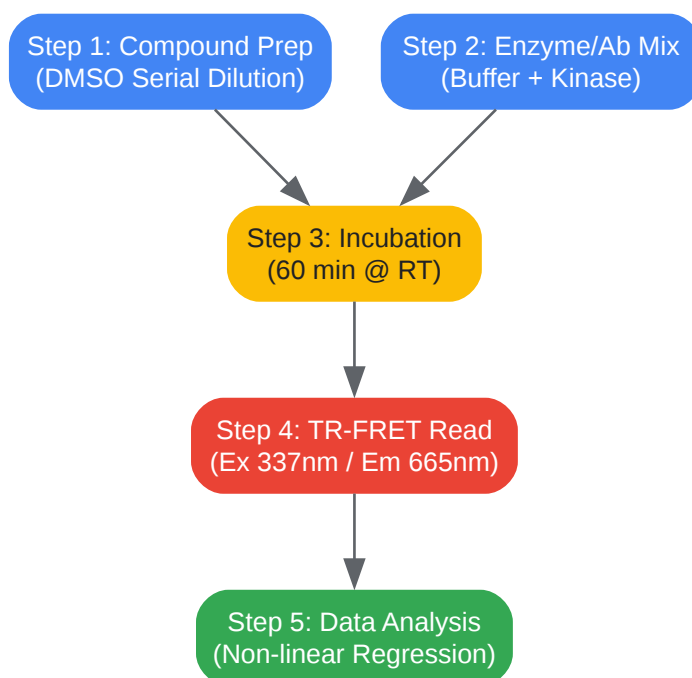 Step 1: Compound Prep
(DMSO Serial Dilution)
Step 2: Enzyme/Ab Mix
(Buffer + Kinase)
Step 3: Incubation
(60 min @ RT)
Step 4: TR-FRET Read
(Ex 337nm / Em 665nm)
Step 5: Data Analysis
(Non-linear Regression)